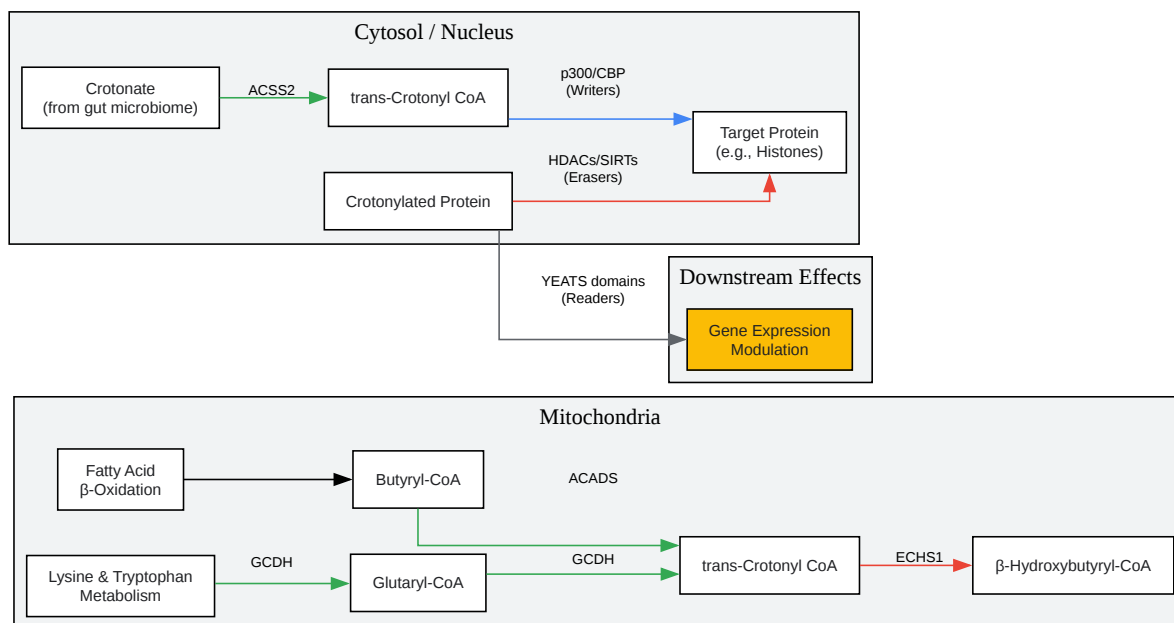 Cytosol / Nucleus
Crotonate
(from gut microbiome)
ACSS2
trans-Crotonyl CoA
p300/CBP
(Writers)
Target Protein
(e.g., Histones)
HDACs/SIRTs
(Erasers)
Crotonylated Protein
YEATS domains
(Readers)
Downstream Effects
Gene Expression
Modulation
Mitochondria
Fatty Acid
β-Oxidation
Butyryl-CoA
ACADS
Lysine & Tryptophan
Metabolism
GCDH
Glutaryl-CoA
GCDH
trans-Crotonyl CoA
ECHS1
β-Hydroxybutyryl-CoA